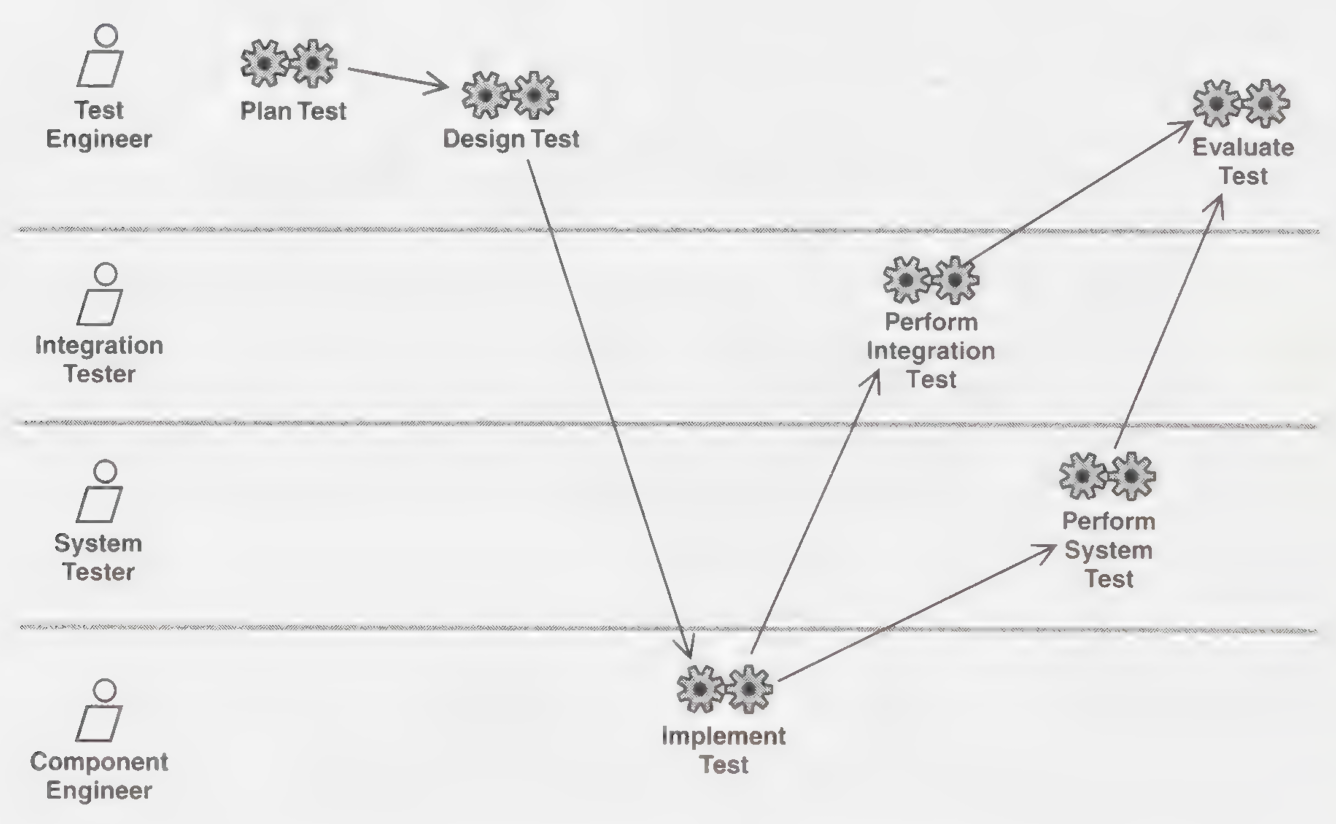 Test
Engineer
Plan Test
Design Test
Evaluate
Test
Integration
Tester
Perform
Integration
Test
System
Tester
Perform
System
Test
Component
Engineer
Implement
Test